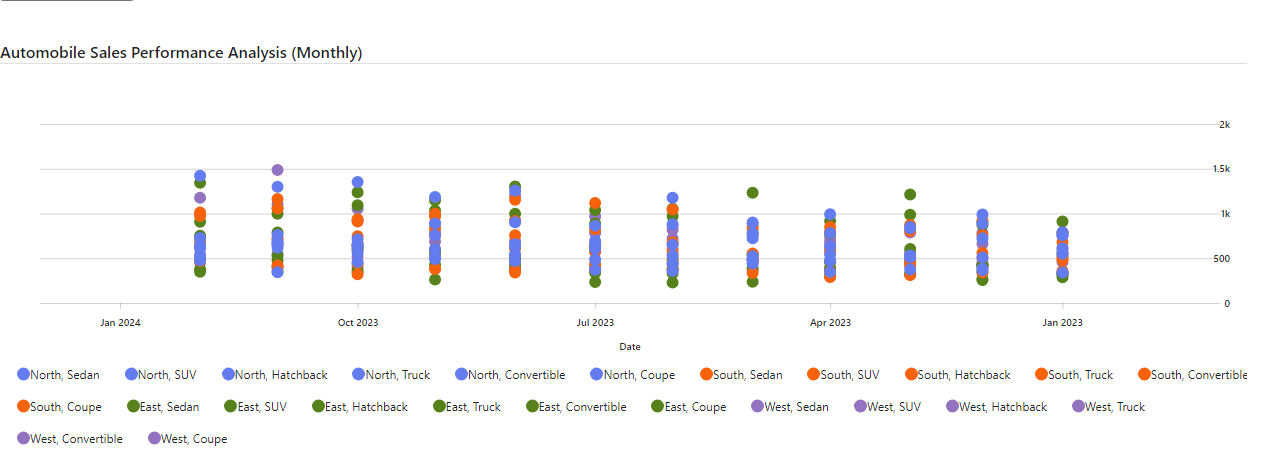 Automobile Sales Performance Analysis (Monthly)
2k
1.5k
1k
500
0
Jan 2024 Oct 2023 Jul 2023 Apr 2023 Jan 2023
Date
North, Sedan North, SUV North, Hatchback North, Truck North, Convertible North, Coupe South, Sedan South, SUV South, Hatchback South, Truck South, Convertible
South, Coupe East, Sedan East, SUV East, Hatchback East, Truck East, Convertible East, Coupe West, Sedan West, SUV West, Hatchback West, Truck
West, Convertible West, Coupe